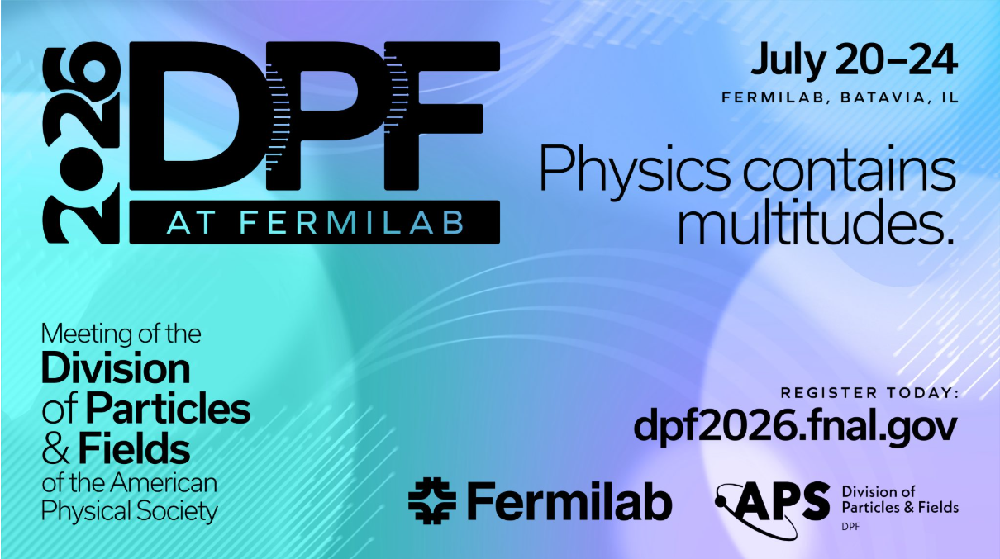 2026
DPF
AT FERMILAB
July 20–24
FERMILAB, BATAVIA, IL
Physics contains
multitudes.
Meeting of the
Division
of Particles
& Fields
of the American
Physical Society
REGISTER TODAY:
dpf2026.fnal.gov
Fermilab
APS
Division of
Particles & Fields
DPF